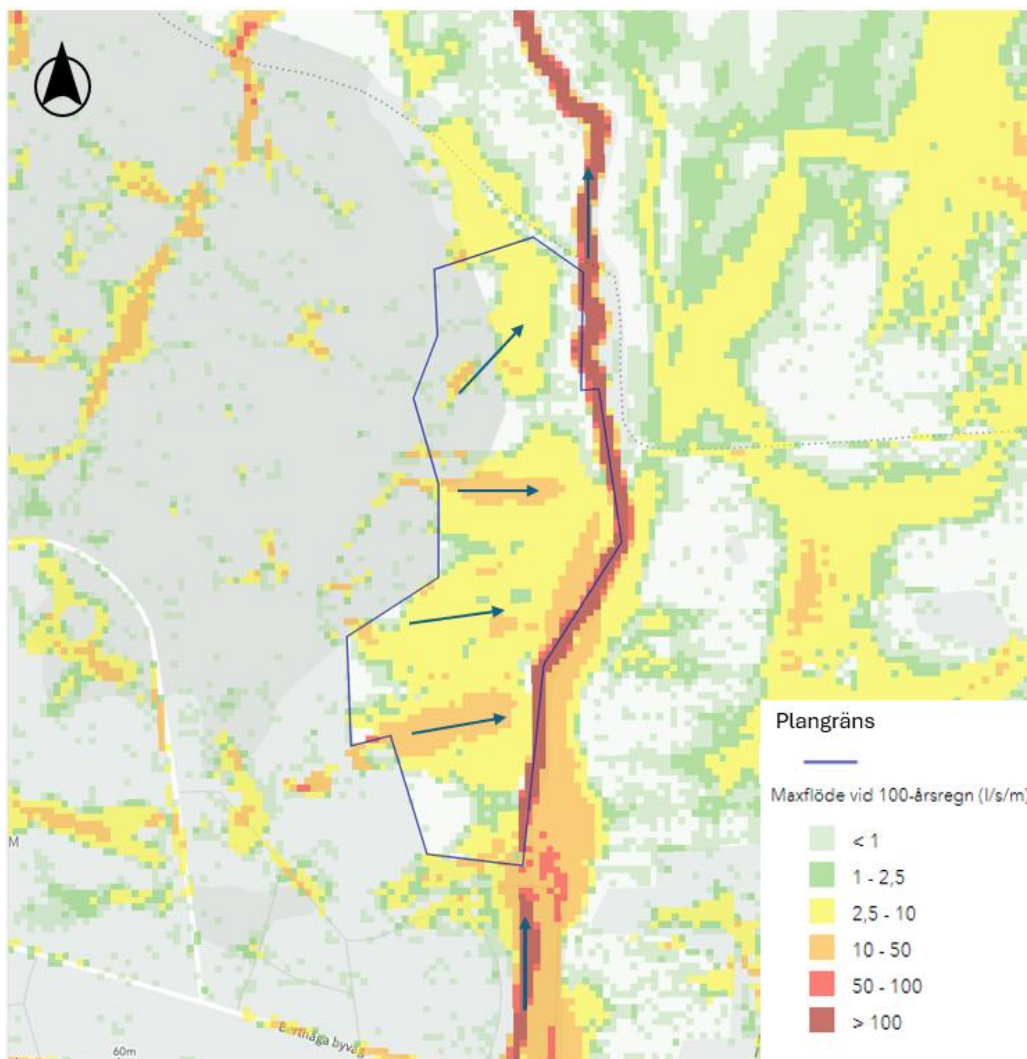 Plangräns
Maxflöde vid 100-årsregn (l/s/m)
< 1
1 - 2,5
2,5 - 10
10 - 50
50 - 100
> 100
M
Berthåga byväg
60m